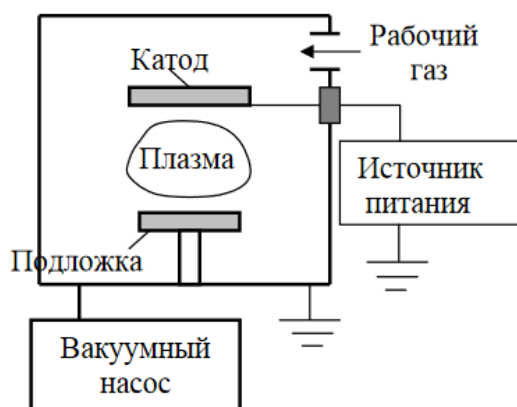 Рабочий
газ
Катод
Плазма
Источник
питания
Подложка
Вакуумный
насос